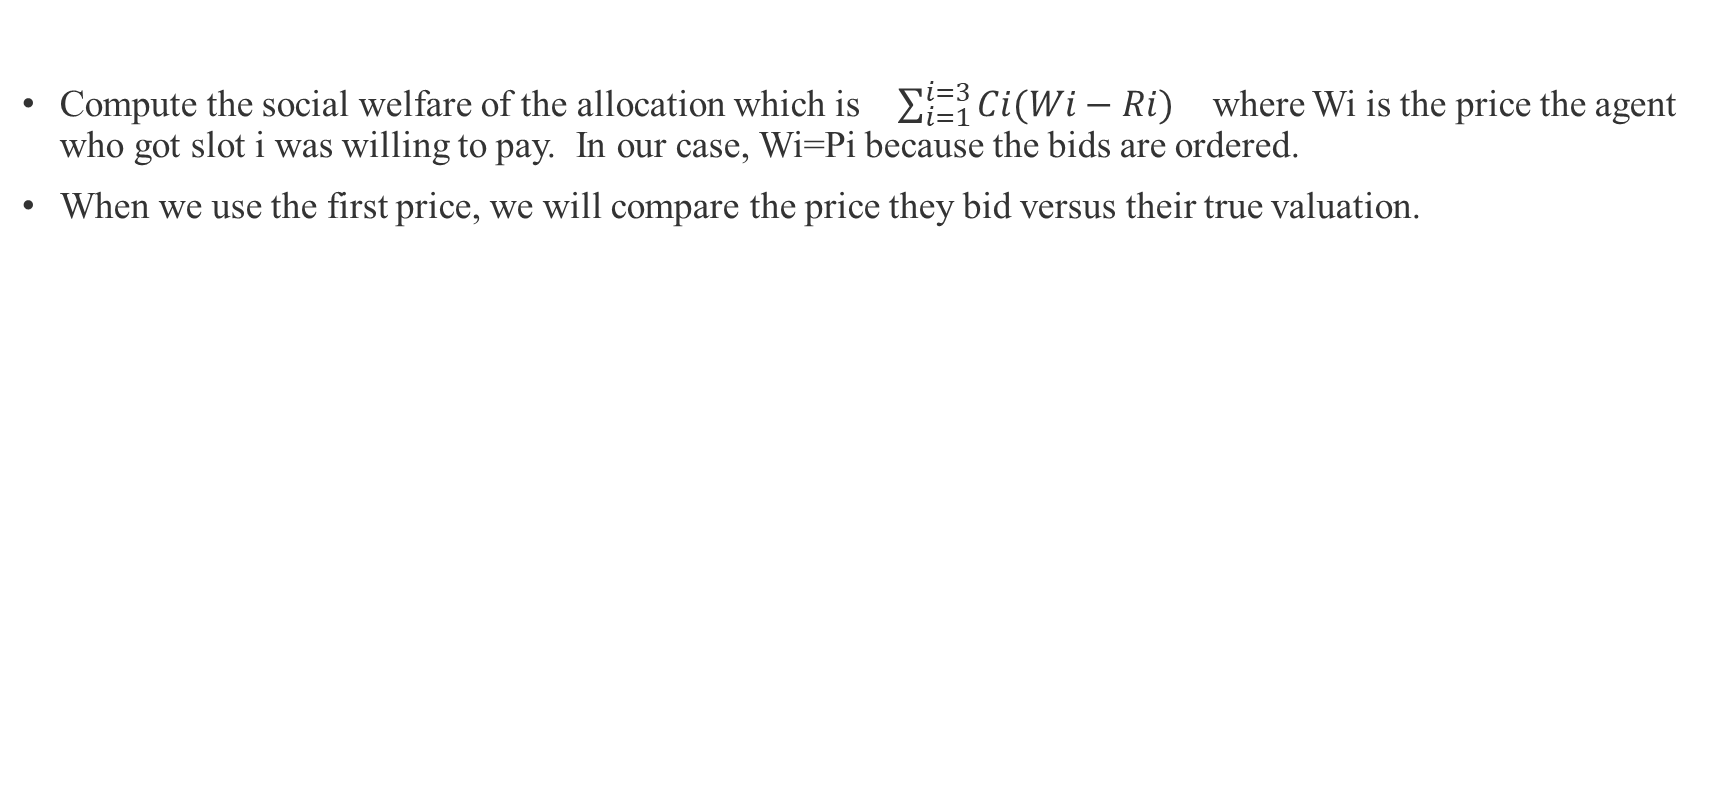 • Compute the social welfare of the allocation which is ∑_{i=1}^{i=3} Ci(Wi − Ri) where Wi is the price the agent
who got slot i was willing to pay. In our case, Wi=Pi because the bids are ordered.
• When we use the first price, we will compare the price they bid versus their true valuation.